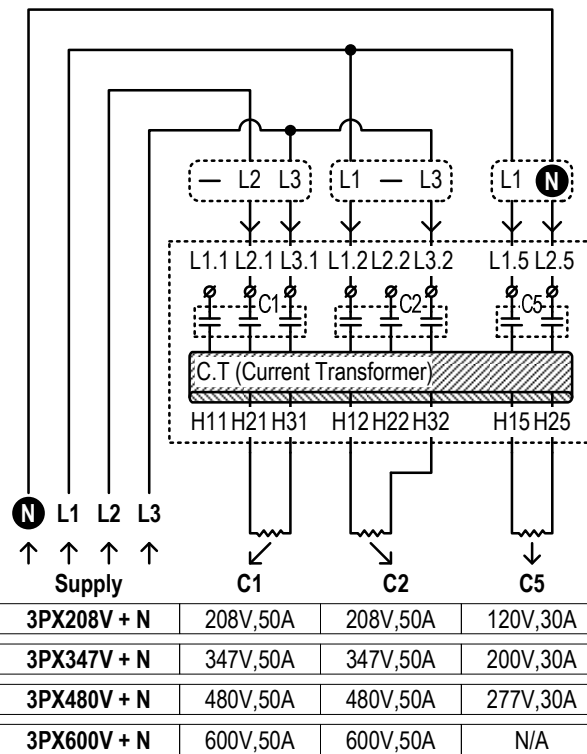 — L2 L3 L1 — L3 L1 N
L1.1 L2.1 L3.1 L1.2 L2.2 L3.2 L1.5 L2.5
C1 C2 C5
C.T (Current Transformer)
H11 H21 H31 H12 H22 H32 H15 H25
N L1 L2 L3
Supply C1 C2 C5
3PX208V + N 208V,50A 208V,50A 120V,30A
3PX347V + N 347V,50A 347V,50A 200V,30A
3PX480V + N 480V,50A 480V,50A 277V,30A
3PX600V + N 600V,50A 600V,50A N/A